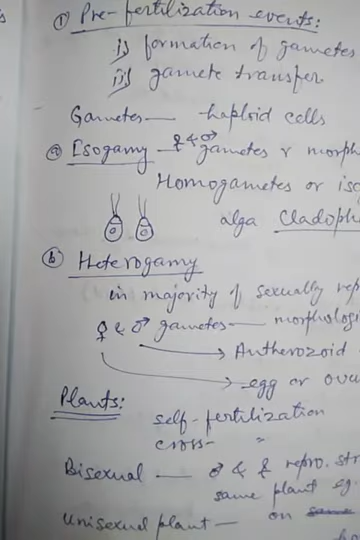 ① Pre-fertilization events:
i) formation of gametes
ii) gamete transfer
Gametes — haploid cells
ⓐ Isogamy — ♀ & ♂ gametes r morph
Homogametes or iso
alga Cladoph
ⓑ Heterogamy
in majority of sexually rep
♀ & ♂ gametes — morphologi
→ Antherozoid
→ egg or ovu
Plants:
self-fertilization
cross- "
Bisexual — ♂ & ♀ repro. str
same plant eg.
Unisexual plant — on